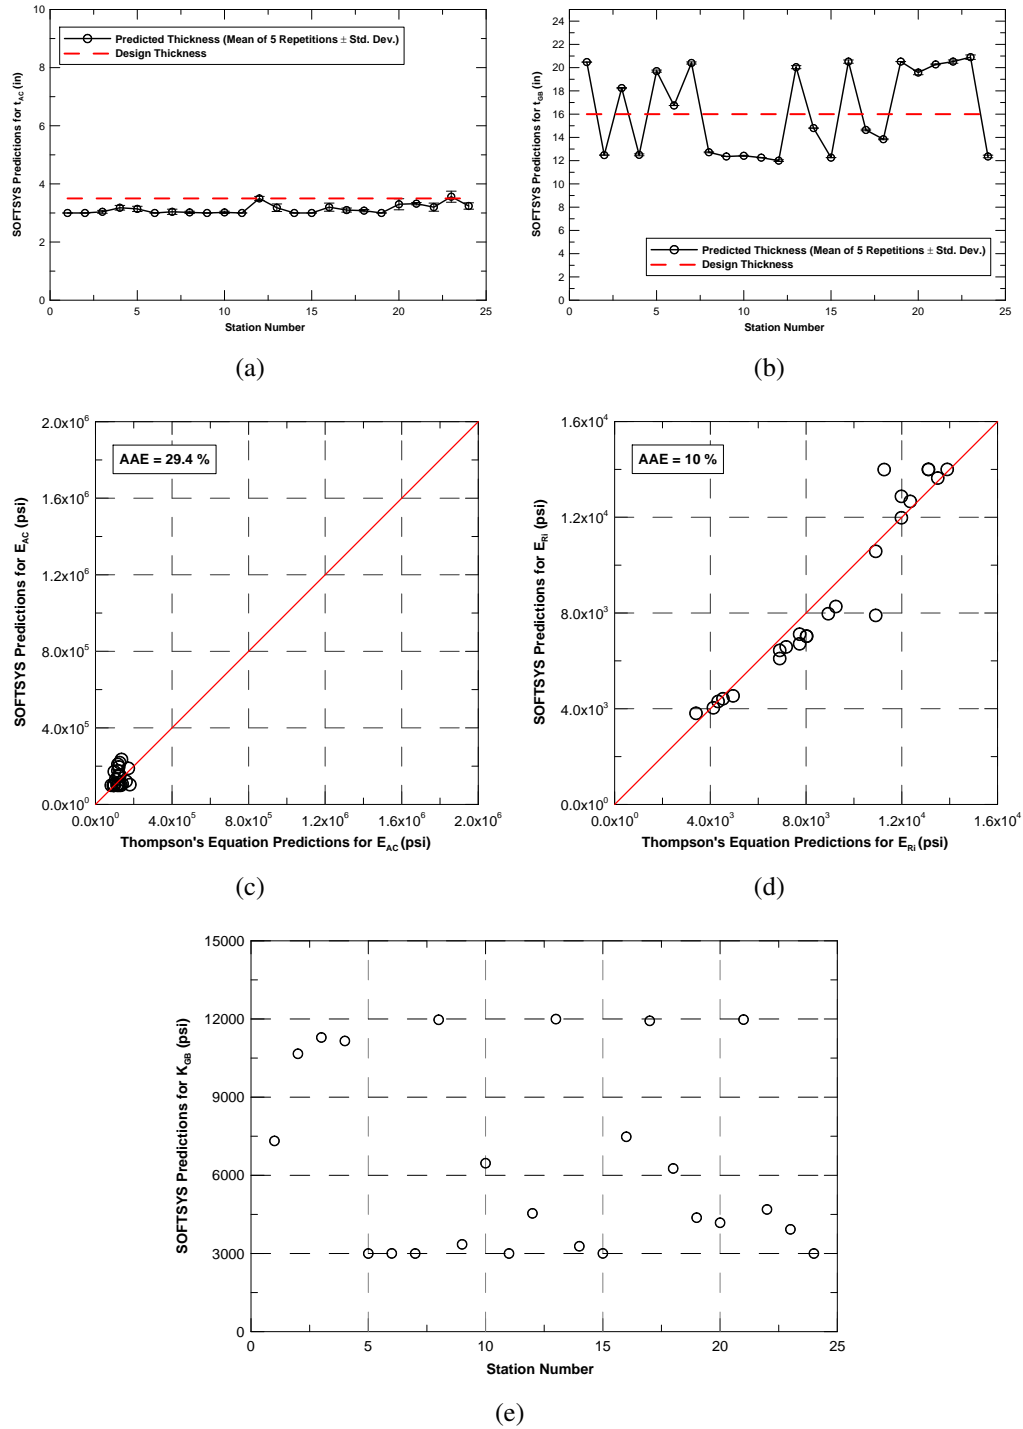 10
8
6
4
2
0
0
5
10
15
20
25
SOFTSYS Predictions for t_AC (in)
Station Number
Predicted Thickness (Mean of 5 Repetitions ± Std. Dev.)
Design Thickness
(a)
24
22
20
18
16
14
12
10
8
6
4
2
0
0
5
10
15
20
25
SOFTSYS Predictions for t_GB (in)
Station Number
Predicted Thickness (Mean of 5 Repetitions ± Std. Dev.)
Design Thickness
(b)
2.0x10^6
1.6x10^6
1.2x10^6
8.0x10^5
4.0x10^5
0.0x10^0
AAE = 29.4 %
SOFTSYS Predictions for E_AC (psi)
0.0x10^0
4.0x10^5
8.0x10^5
1.2x10^6
1.6x10^6
2.0x10^6
Thompson's Equation Predictions for E_AC (psi)
(c)
1.6x10^4
1.2x10^4
8.0x10^3
4.0x10^3
0.0x10^0
AAE = 10 %
SOFTSYS Predictions for E_Ri (psi)
0.0x10^0
4.0x10^3
8.0x10^3
1.2x10^4
1.6x10^4
Thompson's Equation Predictions for E_Ri (psi)
(d)
15000
12000
9000
6000
3000
0
SOFTSYS Predictions for K_GB (psi)
0
5
10
15
20
25
Station Number
(e)